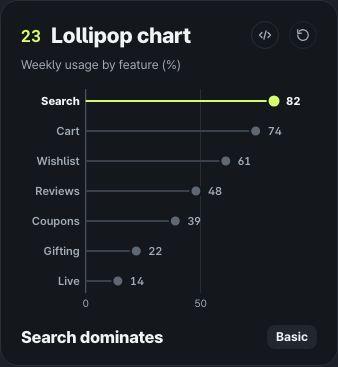 23 Lollipop chart
</>
Weekly usage by feature (%)
Search 82
Cart 74
Wishlist 61
Reviews 48
Coupons 39
Gifting 22
Live 14
0 50
Search dominates Basic